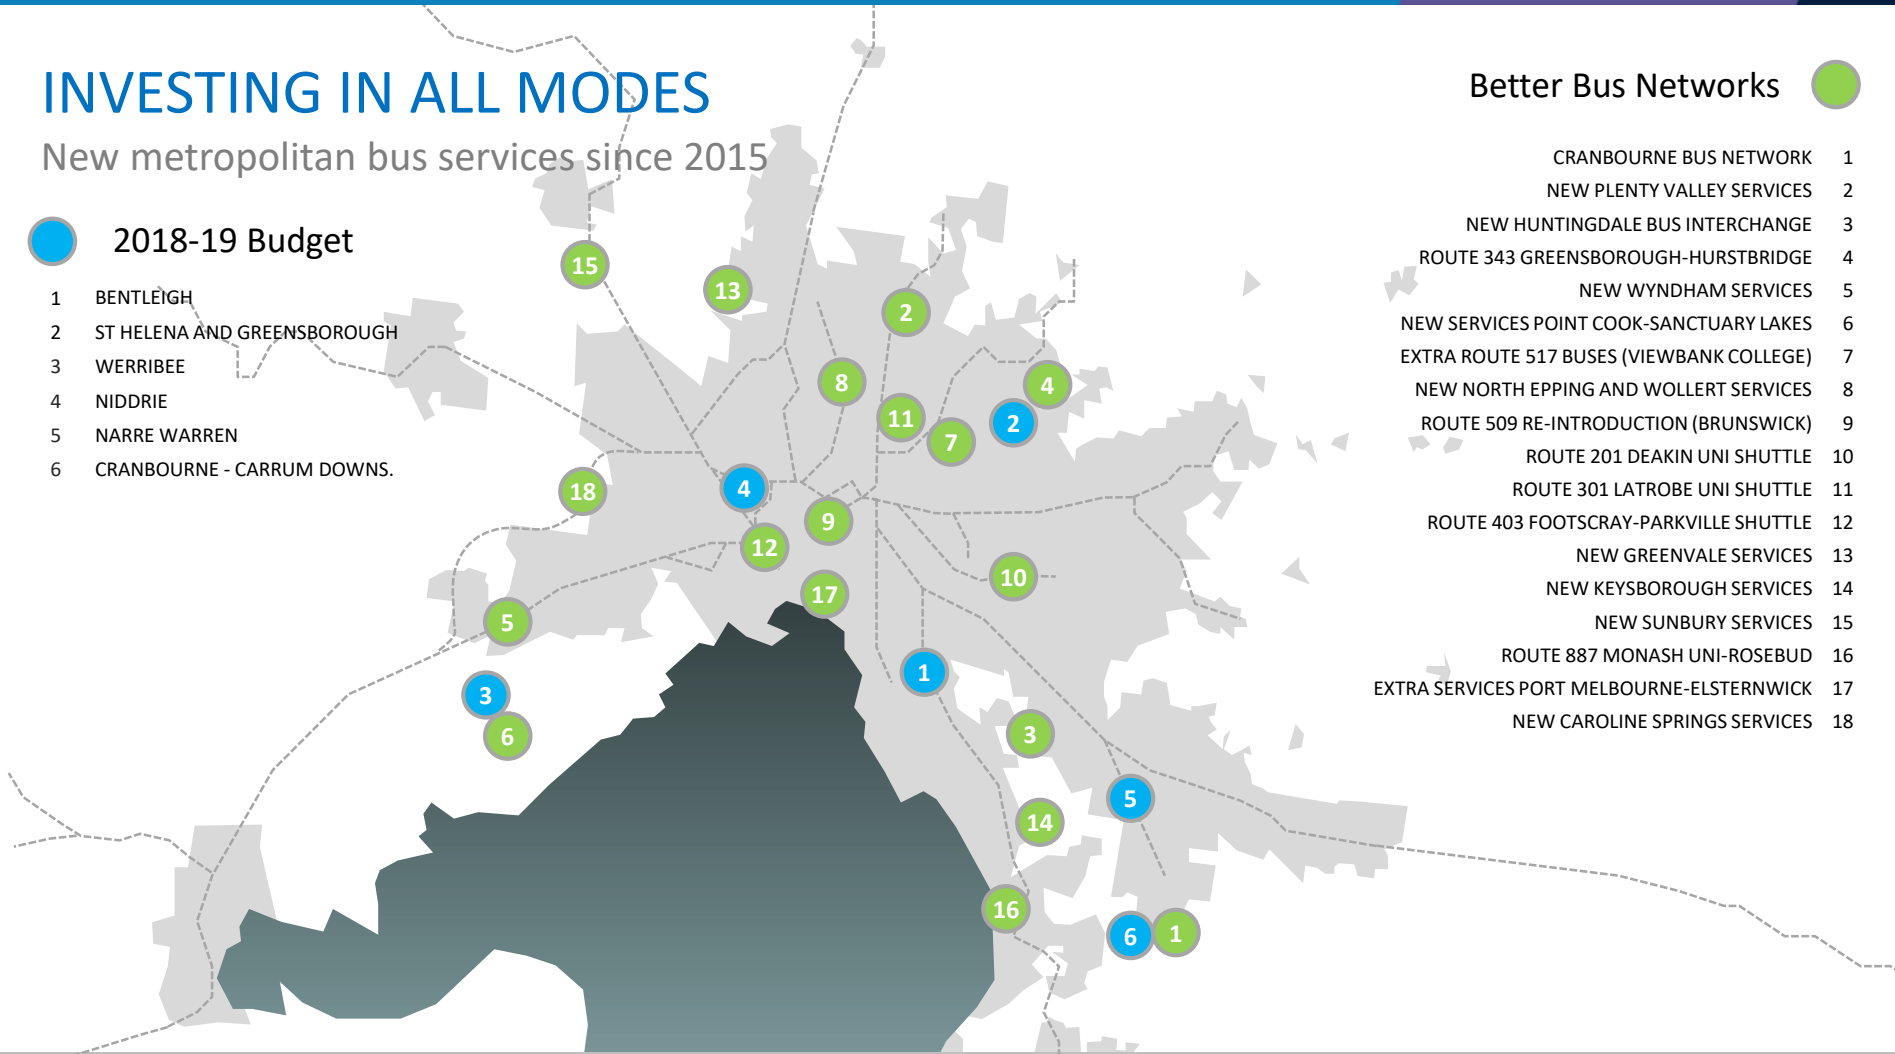 INVESTING IN ALL MODES
New metropolitan bus services since 2015
2018-19 Budget
1 BENTLEIGH
2 ST HELENA AND GREENSBOROUGH
3 WERRIBEE
4 NIDDRIE
5 NARRE WARREN
6 CRANBOURNE - CARRUM DOWNS.
Better Bus Networks
CRANBOURNE BUS NETWORK 1
NEW PLENTY VALLEY SERVICES 2
NEW HUNTINGDALE BUS INTERCHANGE 3
ROUTE 343 GREENSBOROUGH-HURSTBRIDGE 4
NEW WYNDHAM SERVICES 5
NEW SERVICES POINT COOK-SANCTUARY LAKES 6
EXTRA ROUTE 517 BUSES (VIEWBANK COLLEGE) 7
NEW NORTH EPPING AND WOLLERT SERVICES 8
ROUTE 509 RE-INTRODUCTION (BRUNSWICK) 9
ROUTE 201 DEAKIN UNI SHUTTLE 10
ROUTE 301 LATROBE UNI SHUTTLE 11
ROUTE 403 FOOTSCRAY-PARKVILLE SHUTTLE 12
NEW GREENVALE SERVICES 13
NEW KEYSBOROUGH SERVICES 14
NEW SUNBURY SERVICES 15
ROUTE 887 MONASH UNI-ROSEBUD 16
EXTRA SERVICES PORT MELBOURNE-ELSTERNWICK 17
NEW CAROLINE SPRINGS SERVICES 18
15
13
2
8
4
11
2
7
4
18
9
12
10
17
5
1
3
3
6
5
14
16
6
1